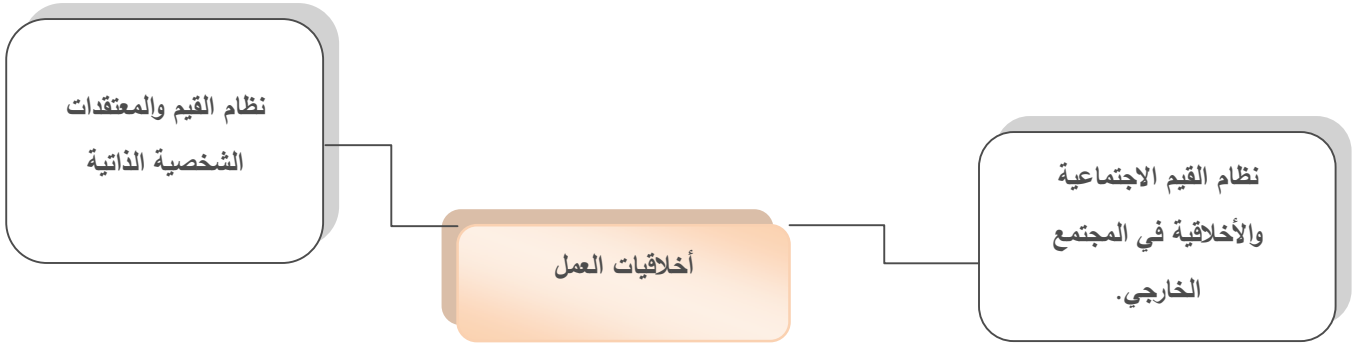 نظام القيم والمعتقدات
الشخصية الذاتية
نظام القيم الاجتماعية
والأخلاقية في المجتمع
الخارجي.
أخلاقيات العمل